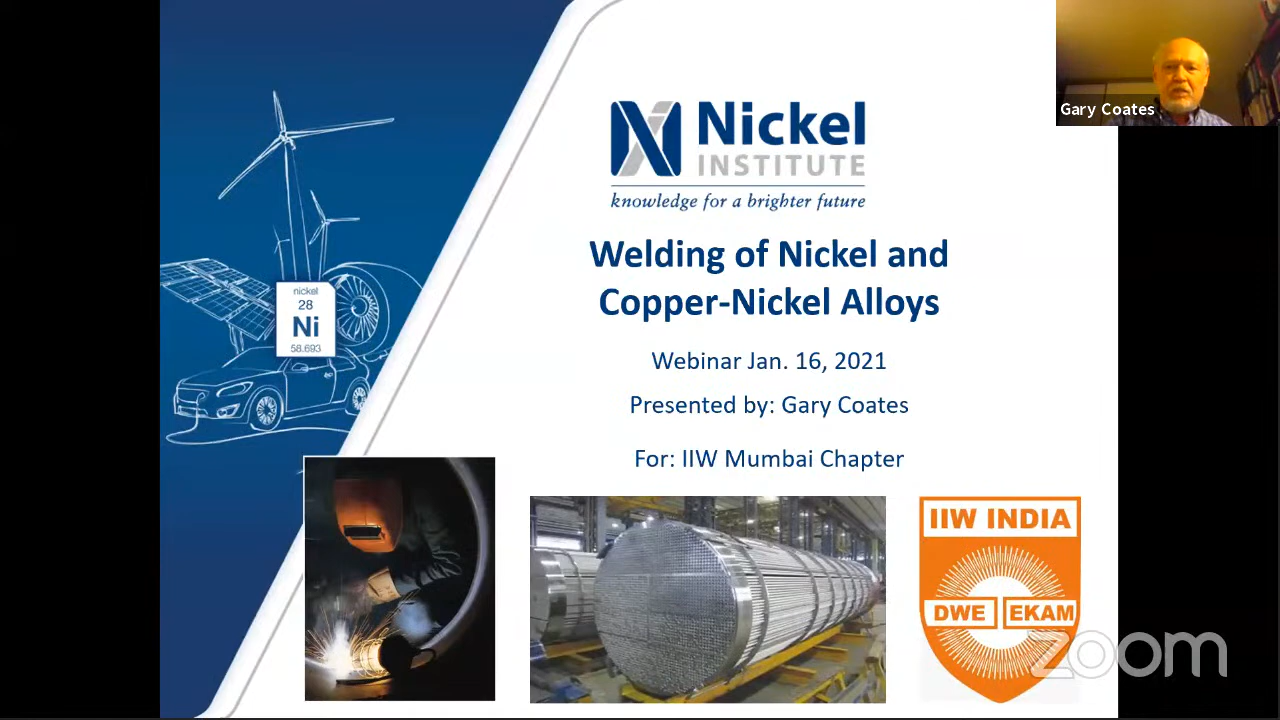 Nickel
INSTITUTE
knowledge for a brighter future
Welding of Nickel and
Copper-Nickel Alloys
Webinar Jan. 16, 2021
Presented by: Gary Coates
For: IIW Mumbai Chapter
nickel
28
Ni
58.693
IIW INDIA
DWE EKAM
Gary Coates
zoom